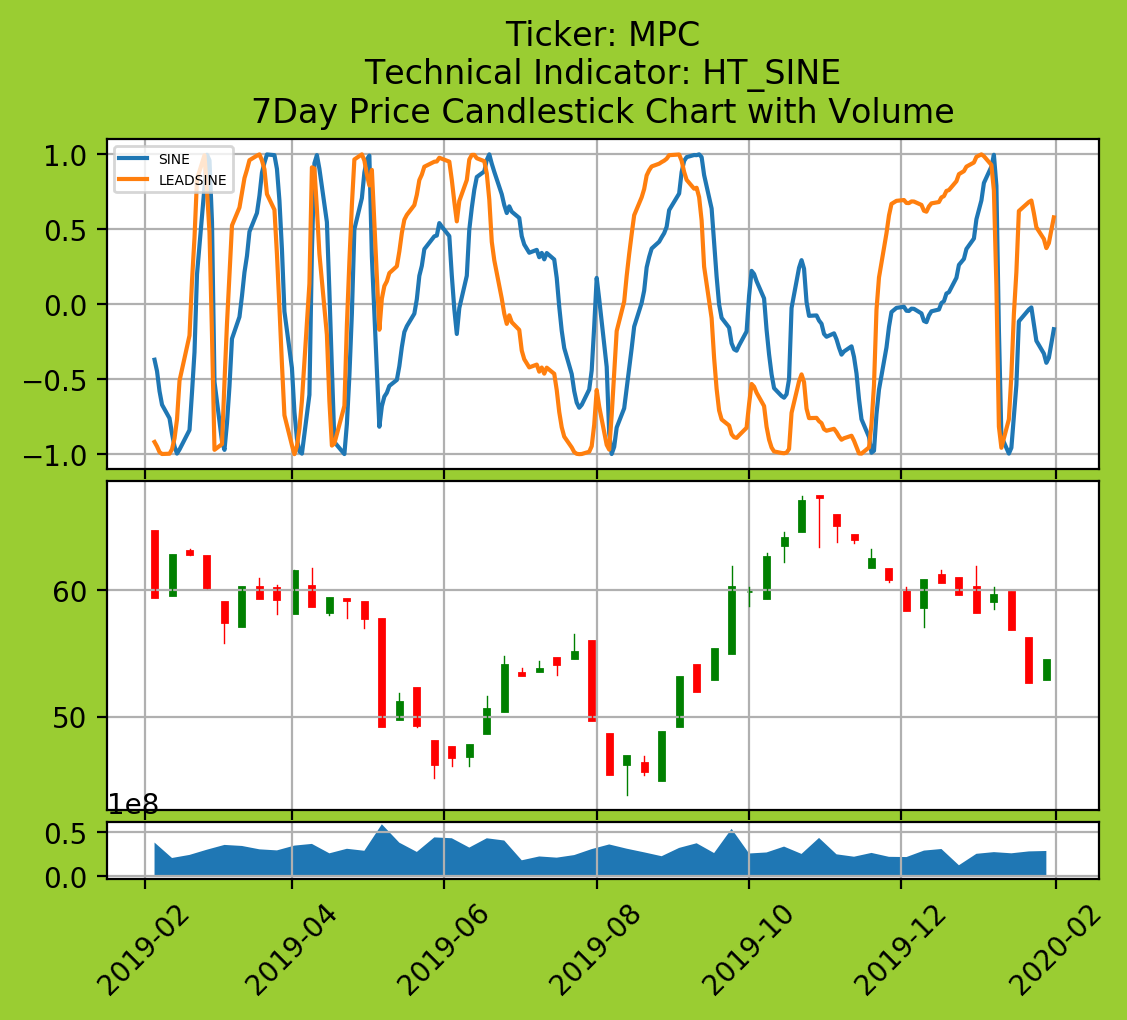 Ticker: MPC
Technical Indicator: HT_SINE
7Day Price Candlestick Chart with Volume
1.0
0.5
0.0
−0.5
−1.0
SINE
LEADSINE
60
50
1e8
0.5
0.0
2019-02
2019-04
2019-06
2019-08
2019-10
2019-12
2020-02